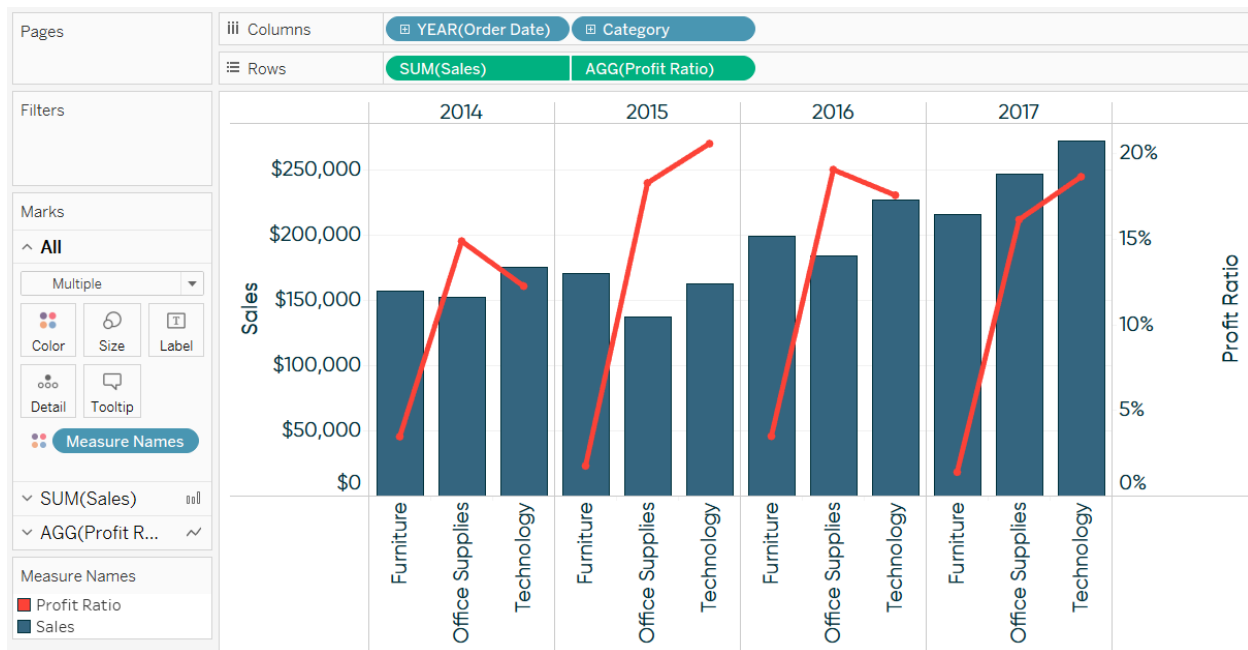 Pages
Columns
YEAR(Order Date)
Category
Rows
SUM(Sales)
AGG(Profit Ratio)
Filters
Marks
All
Multiple
Color
Size
Label
Detail
Tooltip
Measure Names
SUM(Sales)
AGG(Profit R...
Measure Names
Profit Ratio
Sales
2014
2015
2016
2017
Sales
$250,000
$200,000
$150,000
$100,000
$50,000
$0
20%
15%
10%
5%
0%
Profit Ratio
Furniture
Office Supplies
Technology
Furniture
Office Supplies
Technology
Furniture
Office Supplies
Technology
Furniture
Office Supplies
Technology